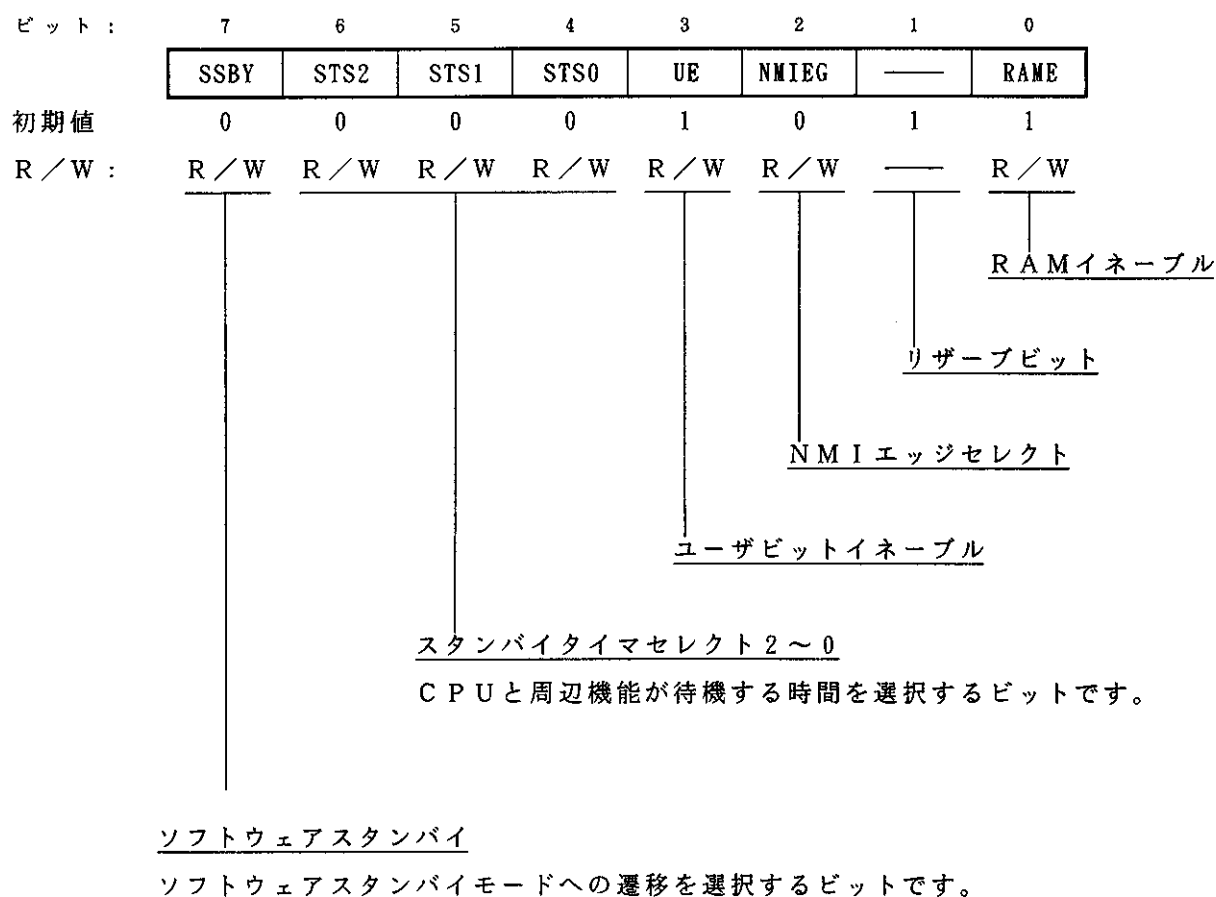 ビット： 7 6 5 4 3 2 1 0
SSBY STS2 STS1 STS0 UE NMIEG ── RAME
初期値 0 0 0 0 1 0 1 1
R／W： R／W R／W R／W R／W R／W R／W ── R／W
RAMイネーブル
リザーブビット
NMIエッジセレクト
ユーザビットイネーブル
スタンバイタイマセレクト2～0
CPUと周辺機能が待機する時間を選択するビットです。
ソフトウェアスタンバイ
ソフトウェアスタンバイモードへの遷移を選択するビットです。